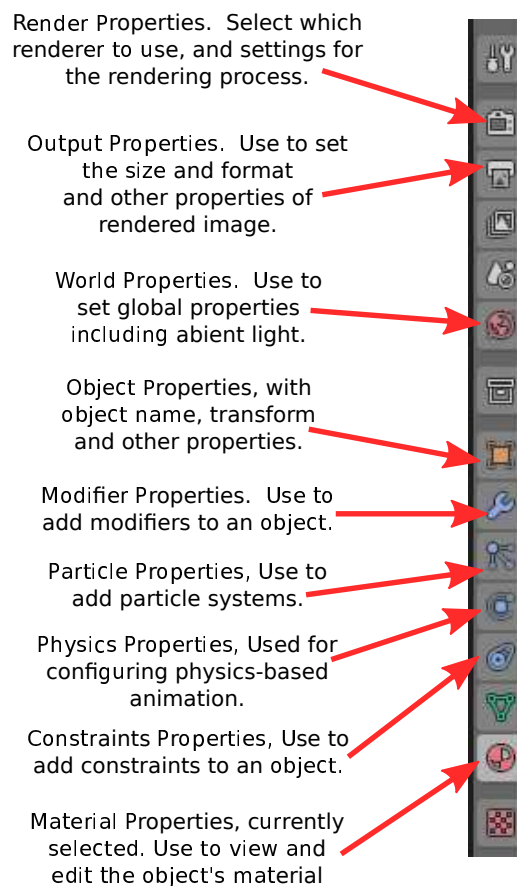 Render Properties.  Select which
renderer to use, and settings for
the rendering process.
Output Properties.  Use to set
the size and format
and other properties of
rendered image.
World Properties.  Use to
set global properties
including abient light.
Object Properties, with
object name, transform
and other properties.
Modifier Properties.  Use to
add modifiers to an object.
Particle Properties, Use to
add particle systems.
Physics Properties, Used for
configuring physics-based
animation.
Constraints Properties, Use to
add constraints to an object.
Material Properties, currently
selected. Use to view and
edit the object's material